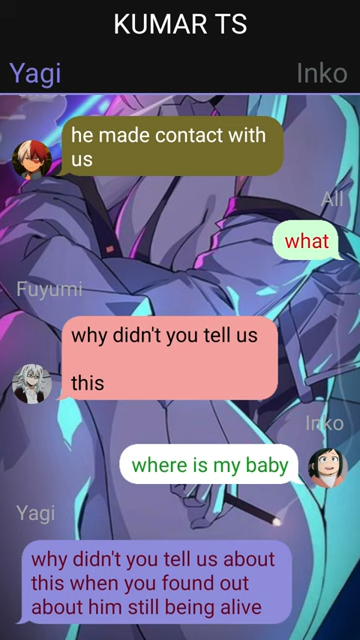 KUMAR TS
Yagi
Inko
he made contact with
us
All
what
Fuyumi
why didn't you tell us
this
Inko
where is my baby
Yagi
why didn't you tell us about
this when you found out
about him still being alive